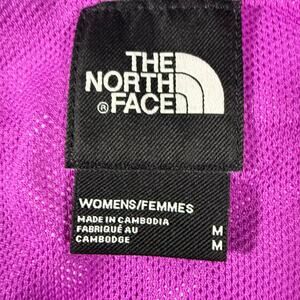 THE
NORTH
® FACE
WOMENS/FEMMES
MADE IN CAMBODIA
FABRIQUÉ AU M
CAMBODGE M